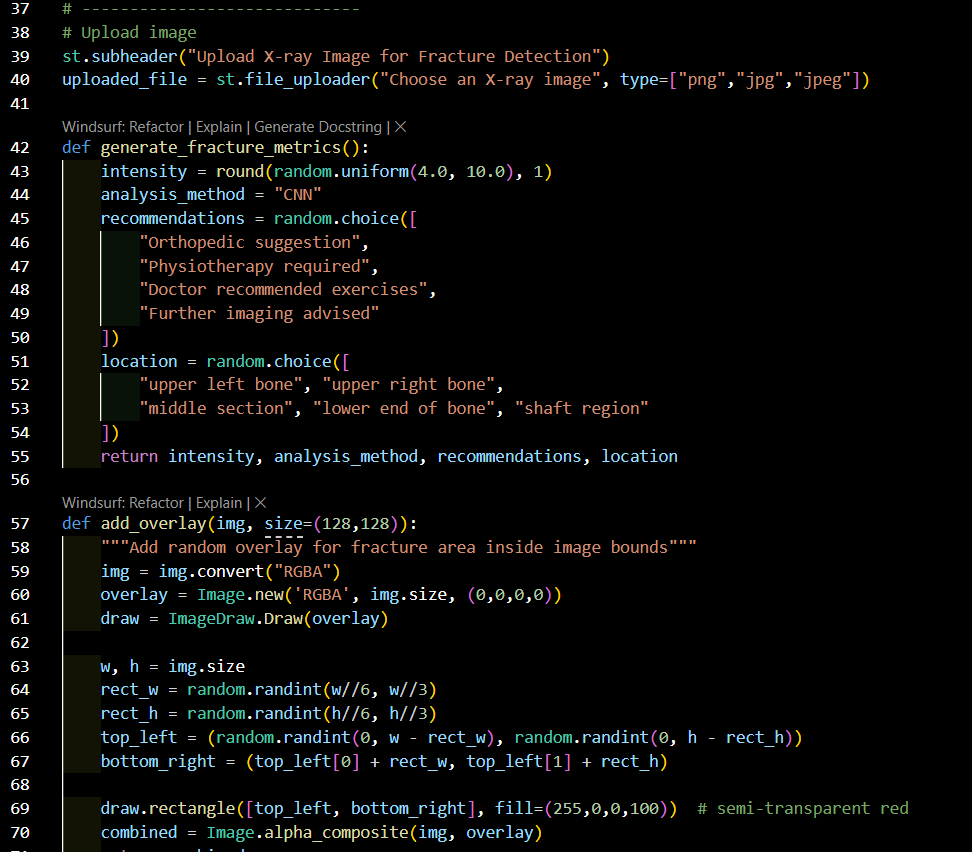 37 # -----------------------------
38 # Upload image
39 st.subheader("Upload X-ray Image for Fracture Detection")
40 uploaded_file = st.file_uploader("Choose an X-ray image", type=["png","jpg","jpeg"])
41
Windsurf: Refactor | Explain | Generate Docstring | ×
42 def generate_fracture_metrics():
43     intensity = round(random.uniform(4.0, 10.0), 1)
44     analysis_method = "CNN"
45     recommendations = random.choice([
46         "Orthopedic suggestion",
47         "Physiotherapy required",
48         "Doctor recommended exercises",
49         "Further imaging advised"
50     ])
51     location = random.choice([
52         "upper left bone", "upper right bone",
53         "middle section", "lower end of bone", "shaft region"
54     ])
55     return intensity, analysis_method, recommendations, location
56
Windsurf: Refactor | Explain | ×
57 def add_overlay(img, size=(128,128)):
58     """Add random overlay for fracture area inside image bounds"""
59     img = img.convert("RGBA")
60     overlay = Image.new('RGBA', img.size, (0,0,0,0))
61     draw = ImageDraw.Draw(overlay)
62
63     w, h = img.size
64     rect_w = random.randint(w//6, w//3)
65     rect_h = random.randint(h//6, h//3)
66     top_left = (random.randint(0, w - rect_w), random.randint(0, h - rect_h))
67     bottom_right = (top_left[0] + rect_w, top_left[1] + rect_h)
68
69     draw.rectangle([top_left, bottom_right], fill=(255,0,0,100))  # semi-transparent red
70     combined = Image.alpha_composite(img, overlay)